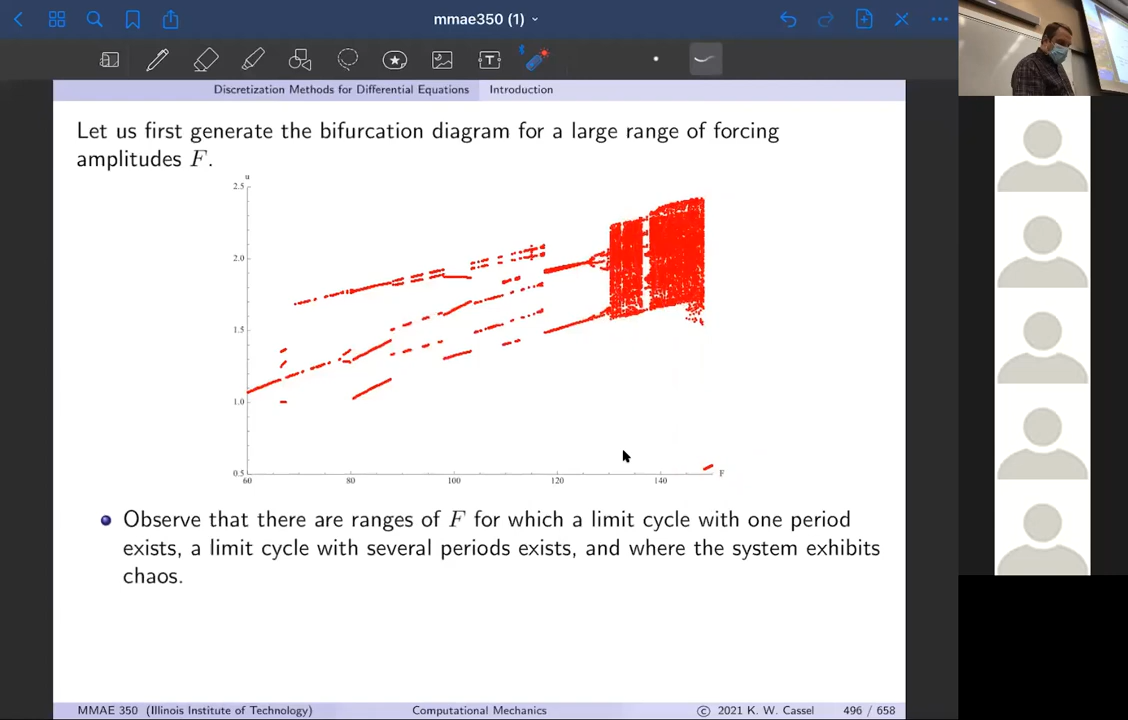 mmae350 (1)
Discretization Methods for Differential Equations Introduction
Let us first generate the bifurcation diagram for a large range of forcing
amplitudes F.
u
2.5
2.0
1.5
1.0
0.5
60 80 100 120 140 F
Observe that there are ranges of F for which a limit cycle with one period
exists, a limit cycle with several periods exists, and where the system exhibits
chaos.
MMAE 350 (Illinois Institute of Technology) Computational Mechanics © 2021 K. W. Cassel 496 / 658